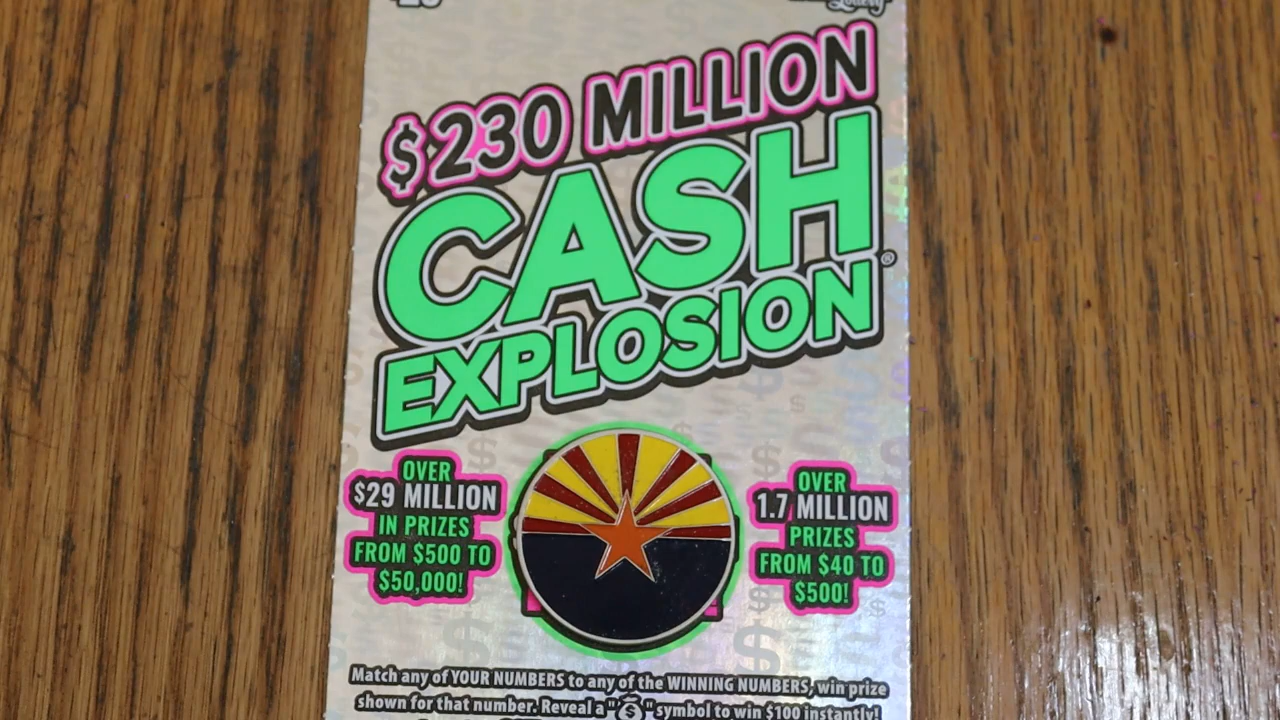 Lottery
$230 MILLION
CASH
EXPLOSION®
OVER
$29 MILLION
IN PRIZES
FROM $500 TO
$50,000!
OVER
1.7 MILLION
PRIZES
FROM $40 TO
$500!
Match any of YOUR NUMBERS to any of the WINNING NUMBERS, win prize
shown for that number. Reveal a "$" symbol to win $100 instantly!